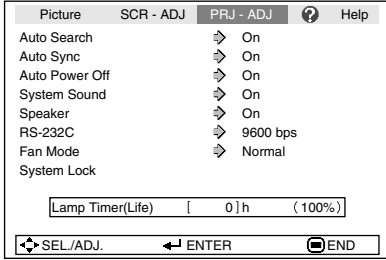 Picture SCR - ADJ PRJ - ADJ ? Help
Auto Search On
Auto Sync On
Auto Power Off On
System Sound On
Speaker On
RS-232C 9600 bps
Fan Mode Normal
System Lock
Lamp Timer(Life) [ 0] h (100%)
SEL./ADJ. ENTER END